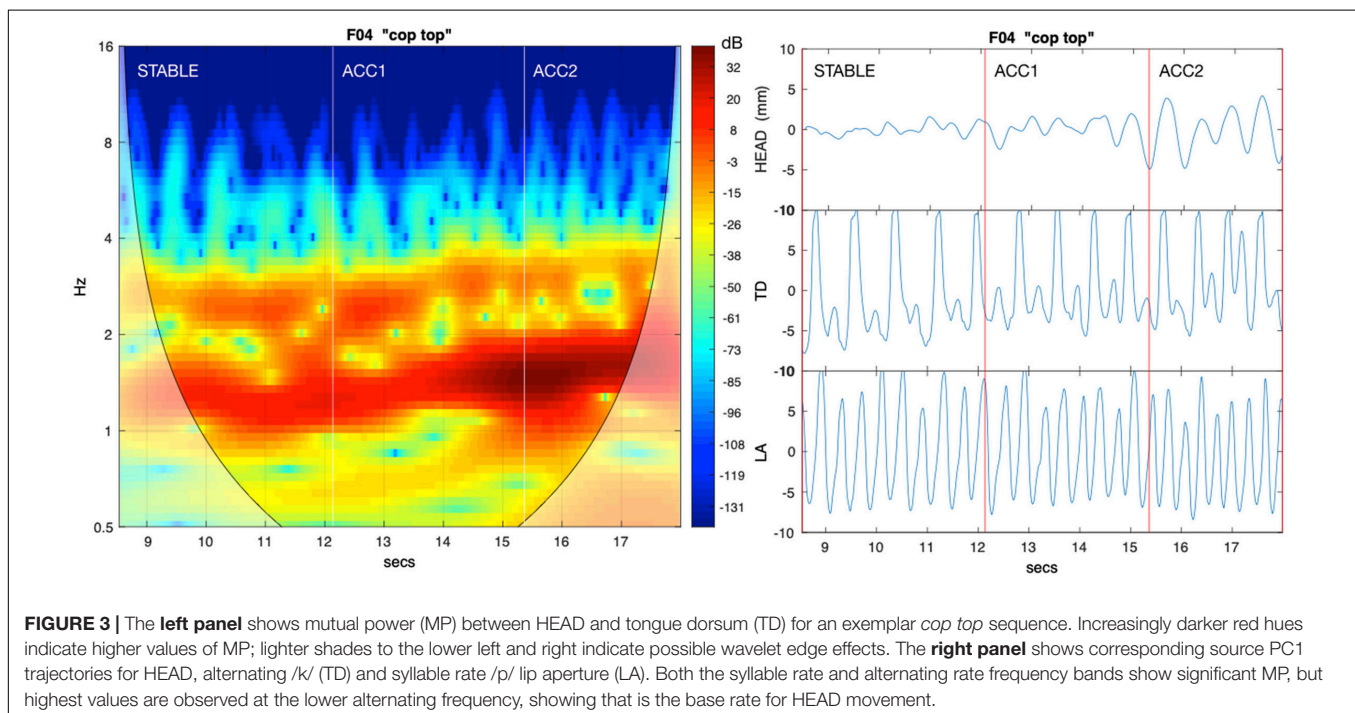 F04 "cop top"
STABLE
ACC1
ACC2
dB
16
8
4
2
1
0.5
Hz
9
10
11
12
13
14
15
16
17
secs
32
20
8
-3
-15
-26
-38
-50
-61
-73
-85
-96
-108
-119
-131
F04 "cop top"
STABLE
ACC1
ACC2
10
5
0
-5
-10
HEAD (mm)
5
0
-5
-10
TD
5
0
-5
-10
LA
9
10
11
12
13
14
15
16
17
secs
FIGURE 3 | The left panel shows mutual power (MP) between HEAD and tongue dorsum (TD) for an exemplar cop top sequence. Increasingly darker red hues
indicate higher values of MP; lighter shades to the lower left and right indicate possible wavelet edge effects. The right panel shows corresponding source PC1
trajectories for HEAD, alternating /k/ (TD) and syllable rate /p/ lip aperture (LA). Both the syllable rate and alternating rate frequency bands show significant MP, but
highest values are observed at the lower alternating frequency, showing that is the base rate for HEAD movement.